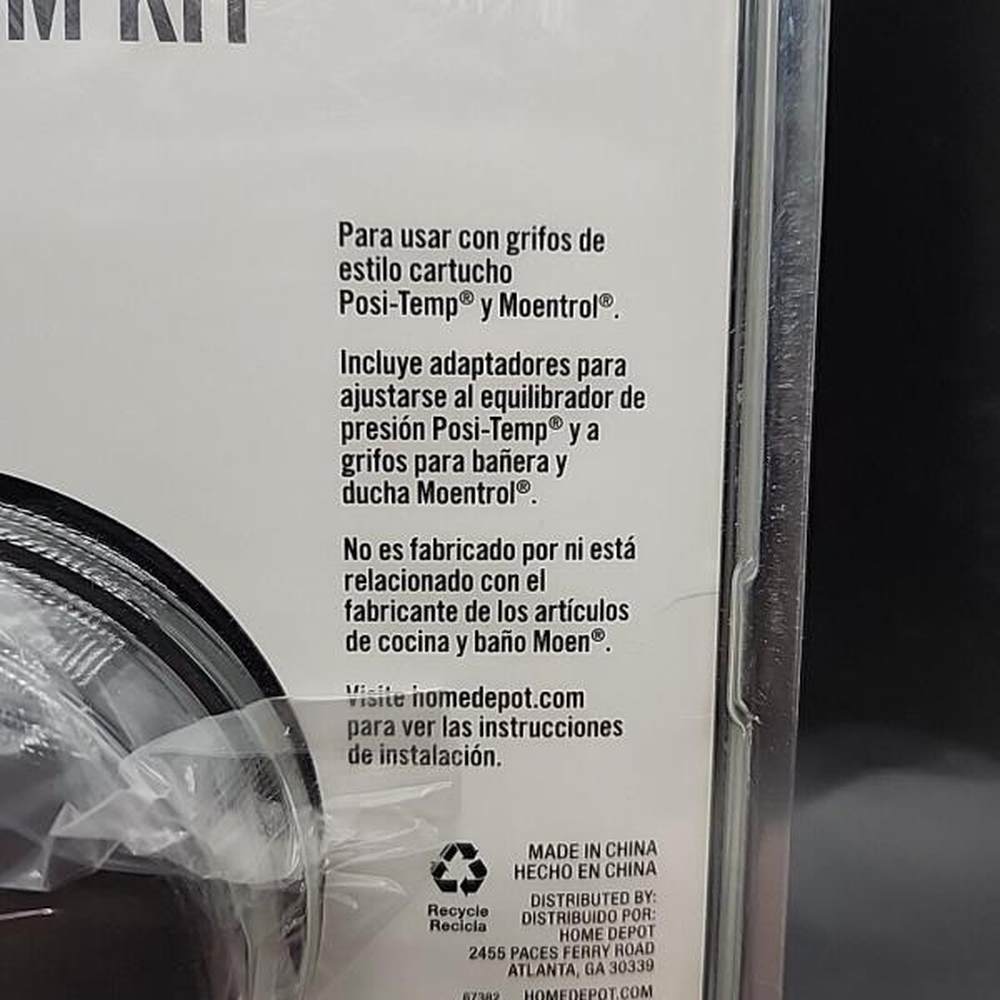 M KIT
Para usar con grifos de
estilo cartucho
Posi-Temp® y Moentrol®.
Incluye adaptadores para
ajustarse al equilibrador de
presión Posi-Temp® y a
grifos para bañera y
ducha Moentrol®.
No es fabricado por ni está
relacionado con el
fabricante de los artículos
de cocina y baño Moen®.
Visite homedepot.com
para ver las instrucciones
de instalación.
Recycle
Recicla
MADE IN CHINA
HECHO EN CHINA
DISTRIBUTED BY:
DISTRIBUIDO POR:
HOME DEPOT
2455 PACES FERRY ROAD
ATLANTA, GA 30339
67382 HOMEDEPOT.COM